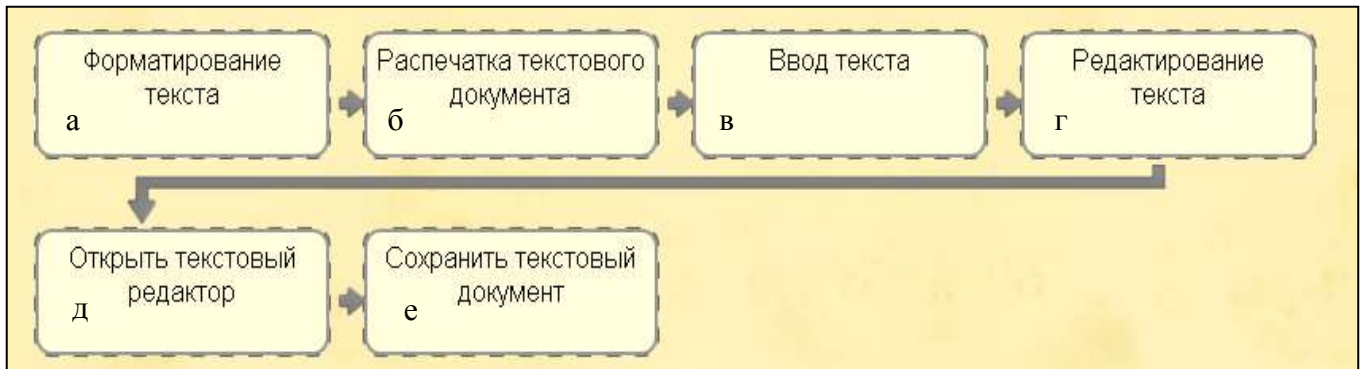 Форматирование
текста
а
Распечатка текстового
документа
б
Ввод текста
в
Редактирование
текста
г
Открыть текстовый
редактор
д
Сохранить текстовый
документ
е